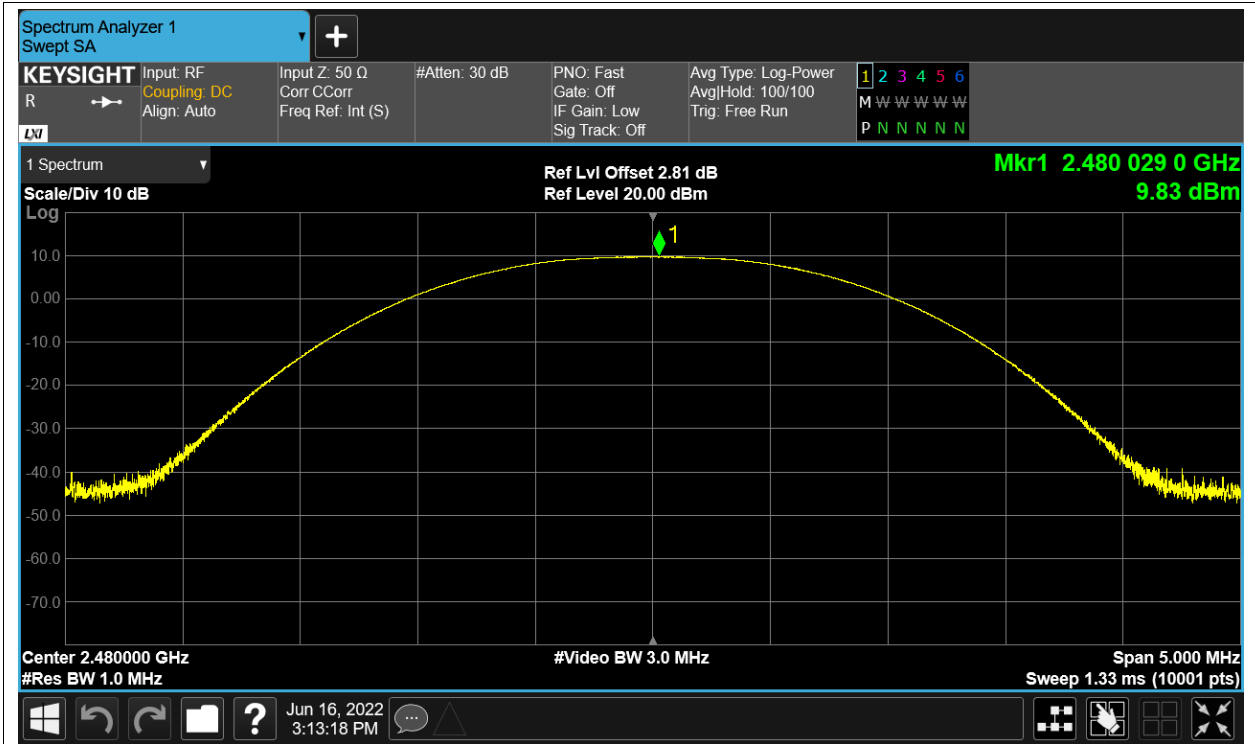 Spectrum Analyzer 1
Swept SA
KEYSIGHT
R
LXI
Input: RF
Coupling: DC
Align: Auto
Input Z: 50 Ω
Corr CCorr
Freq Ref: Int (S)
#Atten: 30 dB
PNO: Fast
Gate: Off
IF Gain: Low
Sig Track: Off
Avg Type: Log-Power
Avg|Hold: 100/100
Trig: Free Run
1 2 3 4 5 6
M W W W W W
P N N N N N
1 Spectrum
Scale/Div 10 dB
Log
Ref Lvl Offset 2.81 dB
Ref Level 20.00 dBm
Mkr1 2.480 029 0 GHz
9.83 dBm
1
10.0
0.00
-10.0
-20.0
-30.0
-40.0
-50.0
-60.0
-70.0
Center 2.480000 GHz
#Video BW 3.0 MHz
Span 5.000 MHz
#Res BW 1.0 MHz
Sweep 1.33 ms (10001 pts)
?
Jun 16, 2022
3:13:18 PM